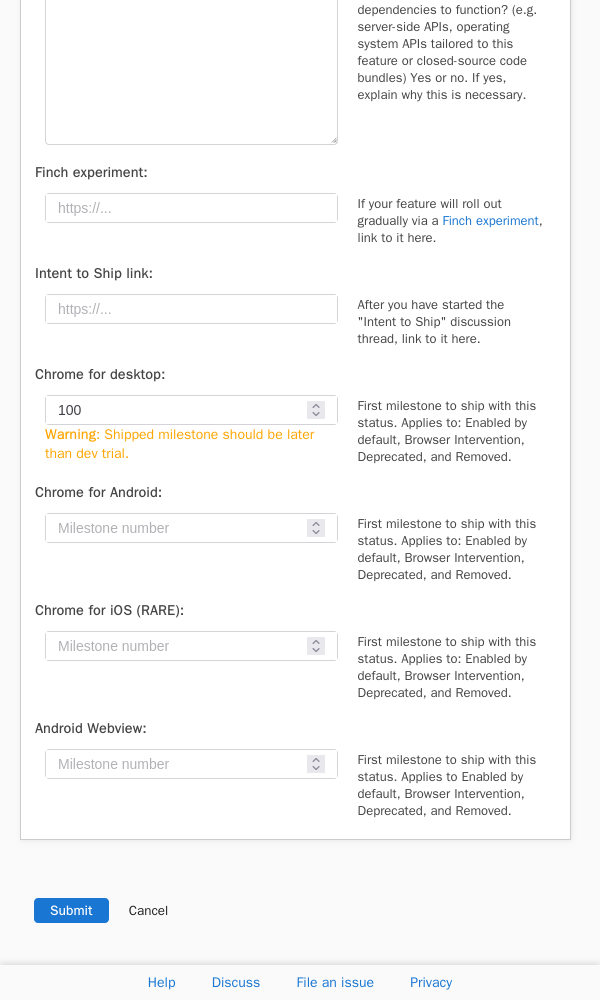 dependencies to function? (e.g.
server-side APIs, operating
system APIs tailored to this
feature or closed-source code
bundles) Yes or no. If yes,
explain why this is necessary.
Finch experiment:
https://...
If your feature will roll out
gradually via a Finch experiment,
link to it here.
Intent to Ship link:
https://...
After you have started the
"Intent to Ship" discussion
thread, link to it here.
Chrome for desktop:
100
Warning: Shipped milestone should be later
than dev trial.
First milestone to ship with this
status. Applies to: Enabled by
default, Browser Intervention,
Deprecated, and Removed.
Chrome for Android:
Milestone number
First milestone to ship with this
status. Applies to: Enabled by
default, Browser Intervention,
Deprecated, and Removed.
Chrome for iOS (RARE):
Milestone number
First milestone to ship with this
status. Applies to: Enabled by
default, Browser Intervention,
Deprecated, and Removed.
Android Webview:
Milestone number
First milestone to ship with this
status. Applies to Enabled by
default, Browser Intervention,
Deprecated, and Removed.
Submit Cancel
Help Discuss File an issue Privacy